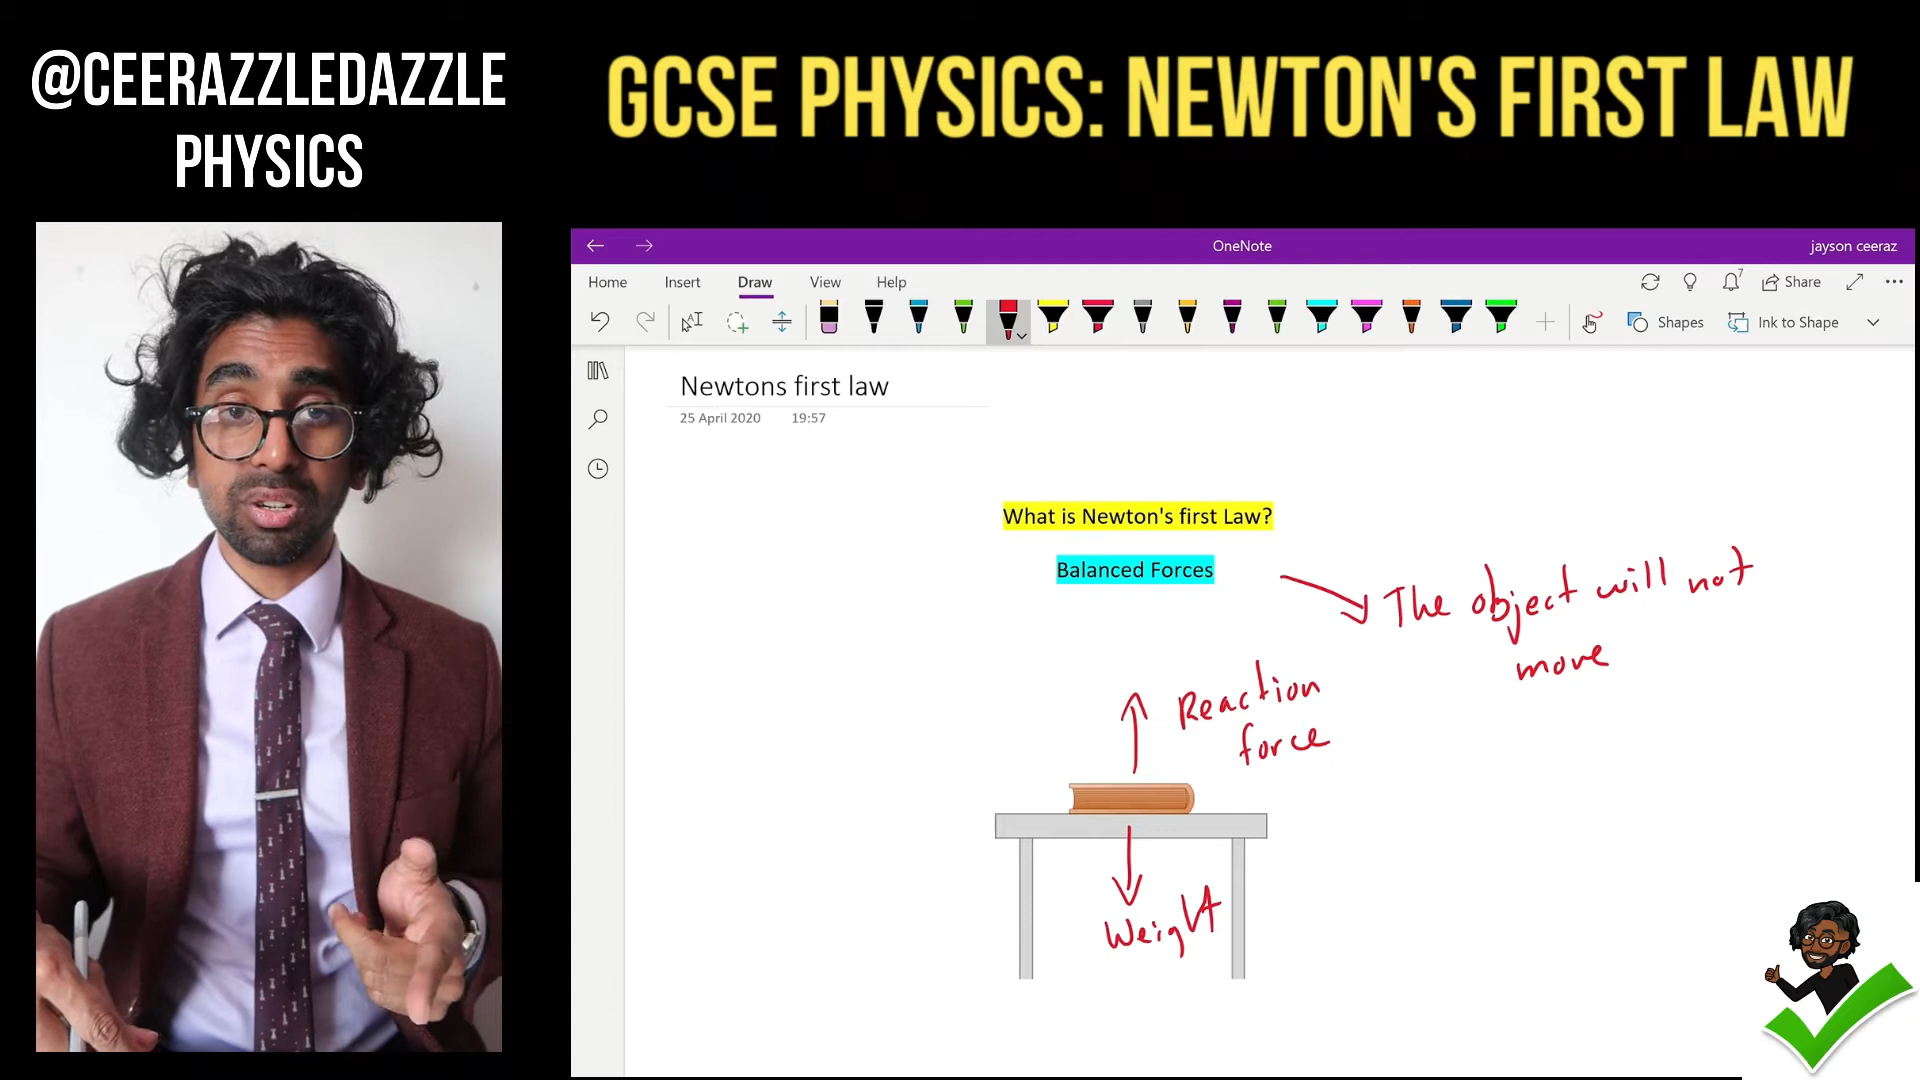 @CEERAZZLEDAZZLE
PHYSICS
GCSE PHYSICS: NEWTON'S FIRST LAW
OneNote
jayson ceeraz
Home
Insert
Draw
View
Help
7
Share
Shapes
Ink to Shape
Newtons first law
25 April 2020 19:57
What is Newton's first Law?
Balanced Forces
The object will not
move
Reaction
force
Weight